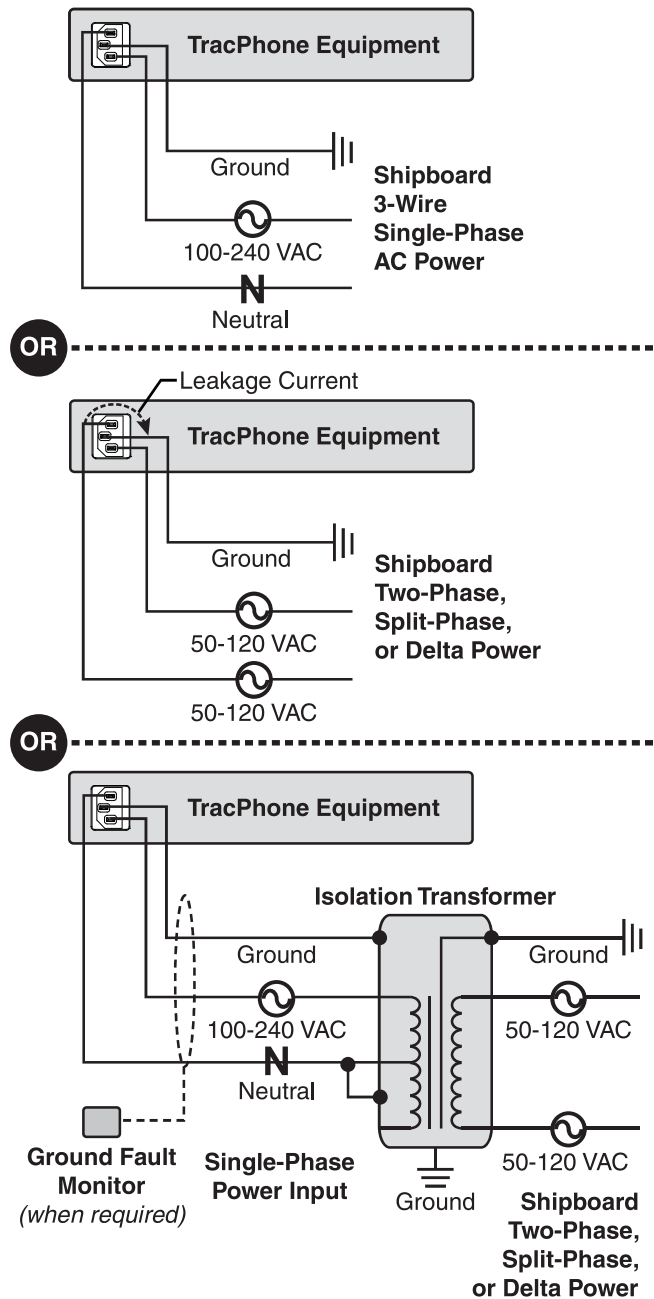 TracPhone Equipment
Ground
Shipboard
3-Wire
Single-Phase
AC Power
100-240 VAC
N
Neutral
OR
Leakage Current
TracPhone Equipment
Ground
Shipboard
Two-Phase,
Split-Phase,
or Delta Power
50-120 VAC
50-120 VAC
OR
TracPhone Equipment
Isolation Transformer
Ground
Ground
100-240 VAC
50-120 VAC
N
Neutral
Ground Fault
Monitor
(when required)
Single-Phase
Power Input
Ground
50-120 VAC
Shipboard
Two-Phase,
Split-Phase,
or Delta Power